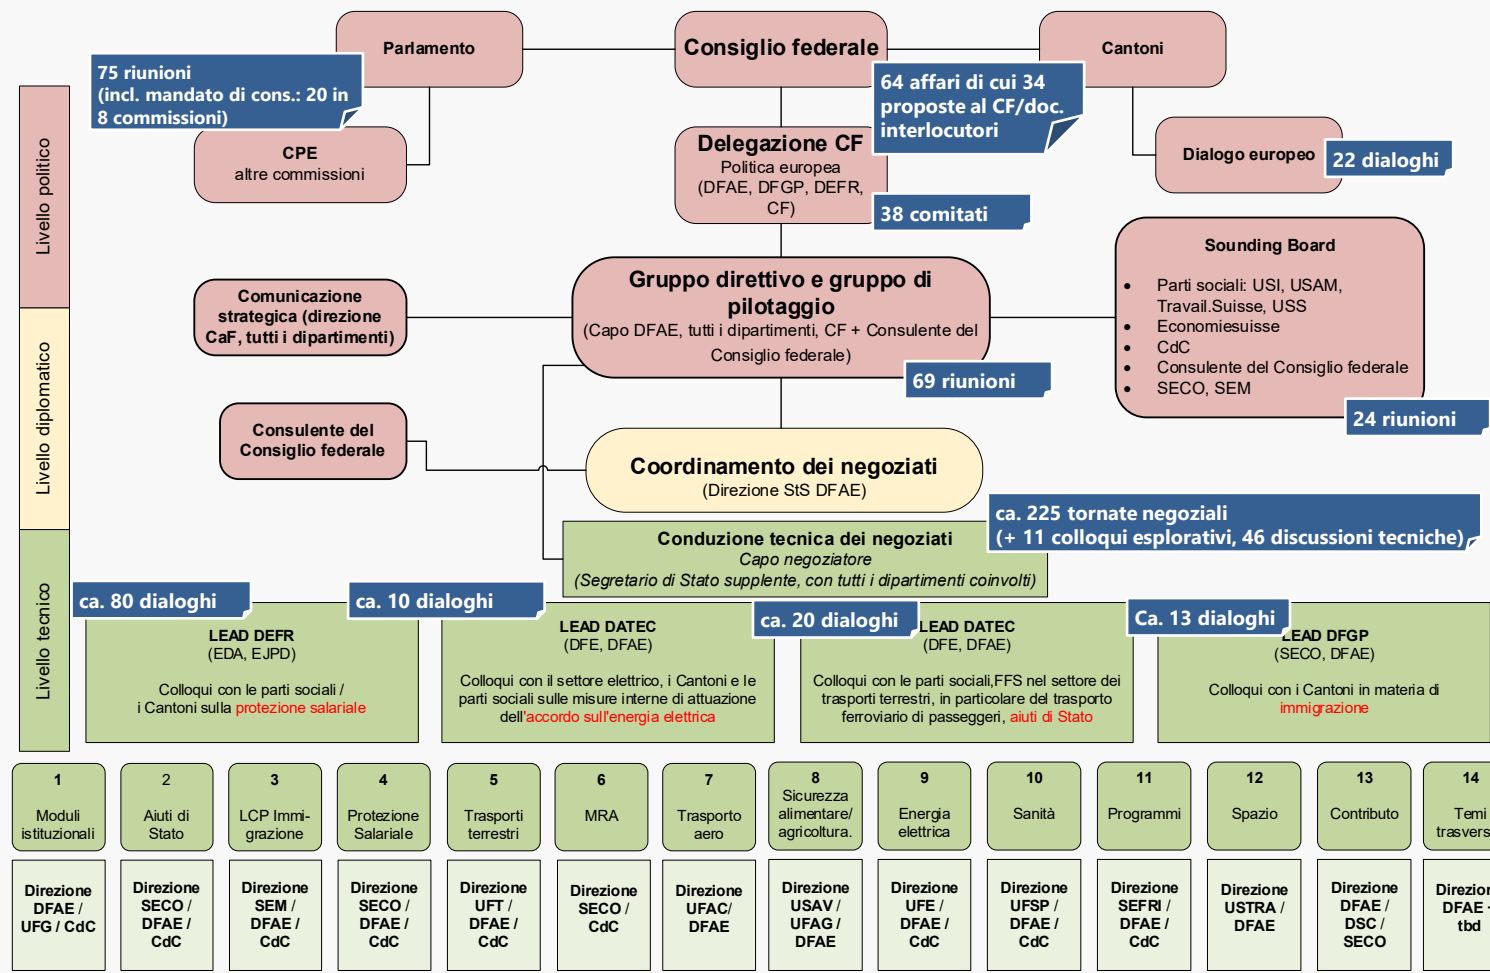 Parlamento
Consiglio federale
Cantoni
75 riunioni
(incl. mandato di cons.: 20 in
8 commissioni)
64 affari di cui 34
proposte al CF/doc.
interlocutori
CPE
altre commissioni
Delegazione CF
Politica europea
(DFAE, DFGP, DEFR,
CF)
38 comitati
Dialogo europeo
22 dialoghi
Livello politico
Comunicazione
strategica (direzione
CaF, tutti i dipartimenti)
Gruppo direttivo e gruppo di
pilotaggio
(Capo DFAE, tutti i dipartimenti, CF + Consulente del
Consiglio federale)
69 riunioni
Sounding Board
• Parti sociali: USI, USAM,
Travail.Suisse, USS
• Economiesuisse
• CdC
• Consulente del Consiglio federale
• SECO, SEM
24 riunioni
Livello diplomatico
Consulente del
Consiglio federale
Coordinamento dei negoziati
(Direzione StS DFAE)
ca. 225 tornate negoziali
(+ 11 colloqui esplorativi, 46 discussioni tecniche)
Conduzione tecnica dei negoziati
Capo negoziatore
(Segretario di Stato supplente, con tutti i dipartimenti coinvolti)
Livello tecnico
ca. 80 dialoghi
LEAD DEFR
(EDA, EJPD)
Colloqui con le parti sociali /
i Cantoni sulla protezione salariale
ca. 10 dialoghi
LEAD DATEC
(DFE, DFAE)
Colloqui con il settore elettrico, i Cantoni e le
parti sociali sulle misure interne di attuazione
dell'accordo sull'energia elettrica
ca. 20 dialoghi
LEAD DATEC
(DFE, DFAE)
Colloqui con le parti sociali,FFS nel settore dei
trasporti terrestri, in particolare del trasporto
ferroviario di passeggeri, aiuti di Stato
Ca. 13 dialoghi
LEAD DFGP
(SECO, DFAE)
Colloqui con i Cantoni in materia di
immigrazione
1
Moduli
istituzionali
2
Aiuti di
Stato
3
LCP Immi-
grazione
4
Protezione
Salariale
5
Trasporti
terrestri
6
MRA
7
Trasporto
aereo
8
Sicurezza
alimentare/
agricoltura.
9
Energia
elettrica
10
Sanità
11
Programmi
12
Spazio
13
Contributo
14
Temi
Direzione
DFAE /
UFG / CdC
Direzione
SECO /
DFAE /
CdC
Direzione
SEM /
DFAE /
CdC
Direzione
SECO /
DFAE /
CdC
Direzione
UFT /
DFAE /
CdC
Direzione
SECO /
CdC
Direzione
UFAC/
DFAE
Direzione
USAV /
UFAG /
DFAE
Direzione
UFE /
DFAE /
CdC
Direzione
UFSP /
DFAE /
CdC
Direzione
SEFRI /
DFAE /
CdC
Direzione
USTRA /
DFAE
Direzione
DFAE /
DSC /
SECO
DFAE
tbd